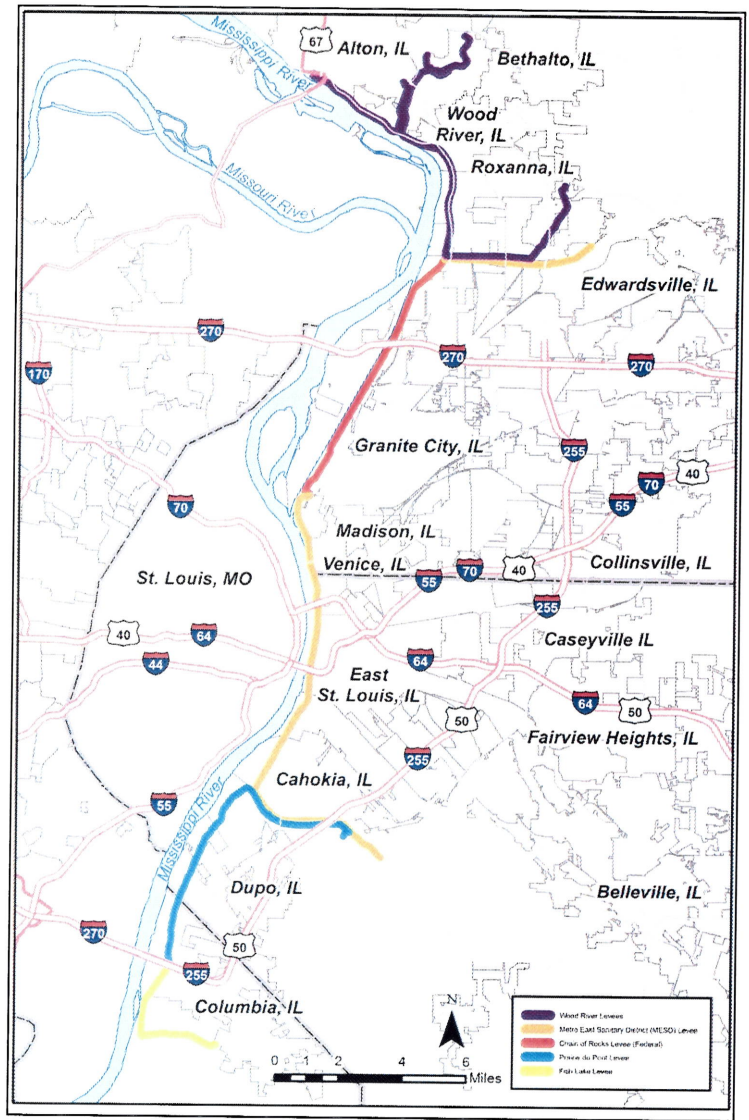 Mississippi River
67
Alton, IL
Bethalto, IL
Wood
River, IL
Roxanna, IL
Missouri River
Edwardsville, IL
270
270
270
170
Granite City, IL
255
40
70
55
70
Madison, IL
Venice, IL
55
70
40
Collinsville, IL
St. Louis, MO
255
40
64
44
Caseyville IL
64
East
St. Louis, IL
64
50
50
Fairview Heights, IL
255
Cahokia, IL
55
Mississippi River
Dupo, IL
Belleville, IL
270
50
255
Columbia, IL
N
0 1 2 4 6
Miles
Wood River Levees
Metro East Sanitary District (MESD) Levee
Chain of Rocks Levee (Federal)
Prairie du Pont Levee
Fish Lake Levee